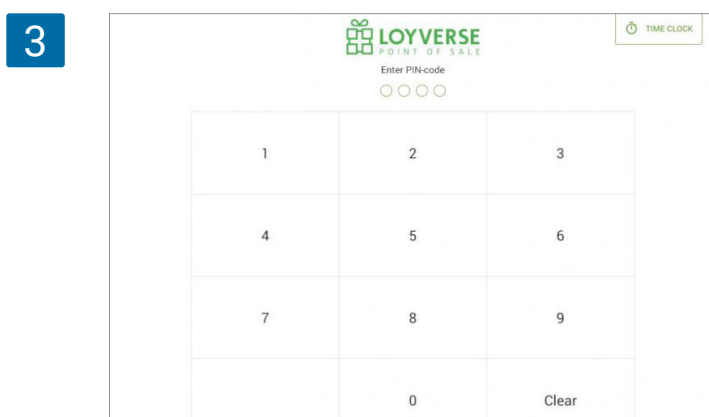 3
LOYVERSE
POINT OF SALE
TIME CLOCK
Enter PIN-code
1 2 3
4 5 6
7 8 9
0 Clear